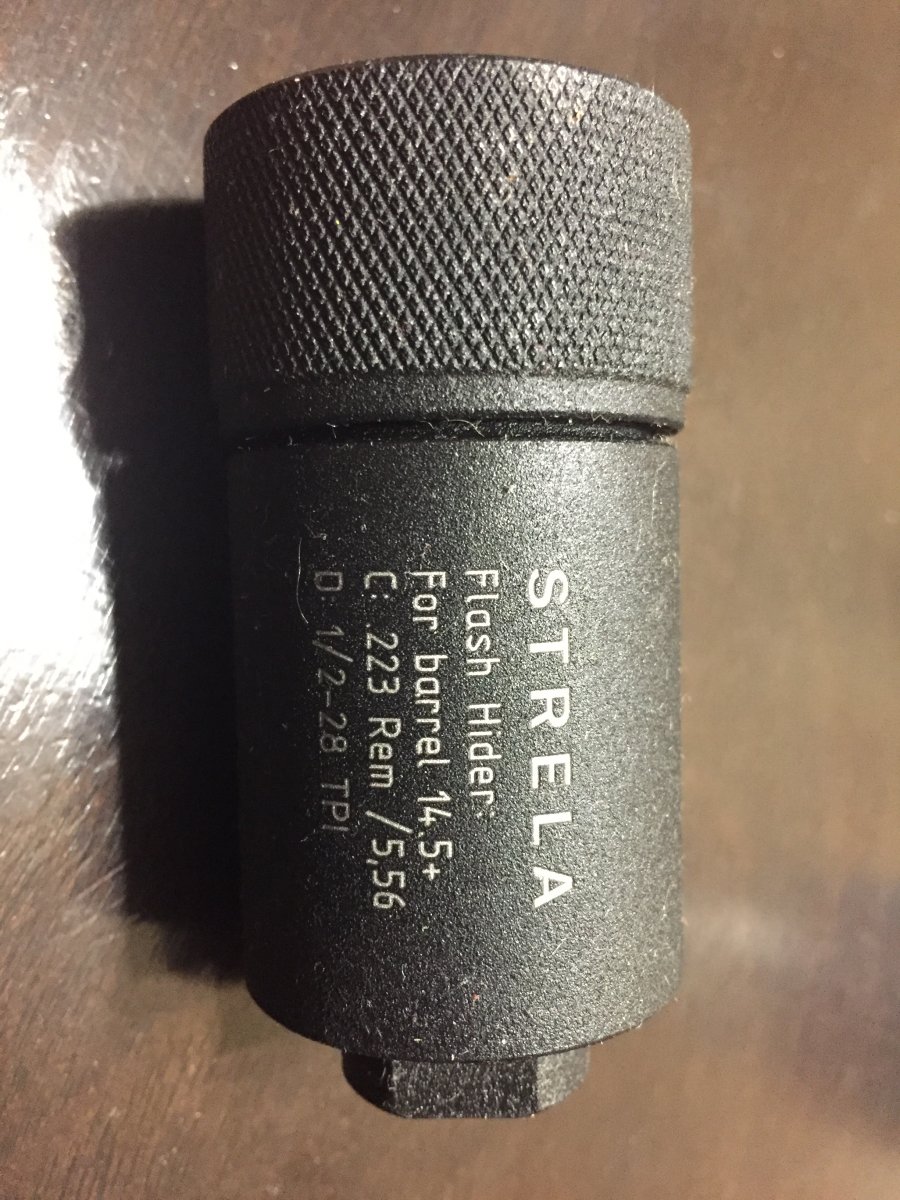 STRELA
Flash Hider:
For barrel 14.5+
C: .223 Rem /5,56
D: 1/2-28 TPI